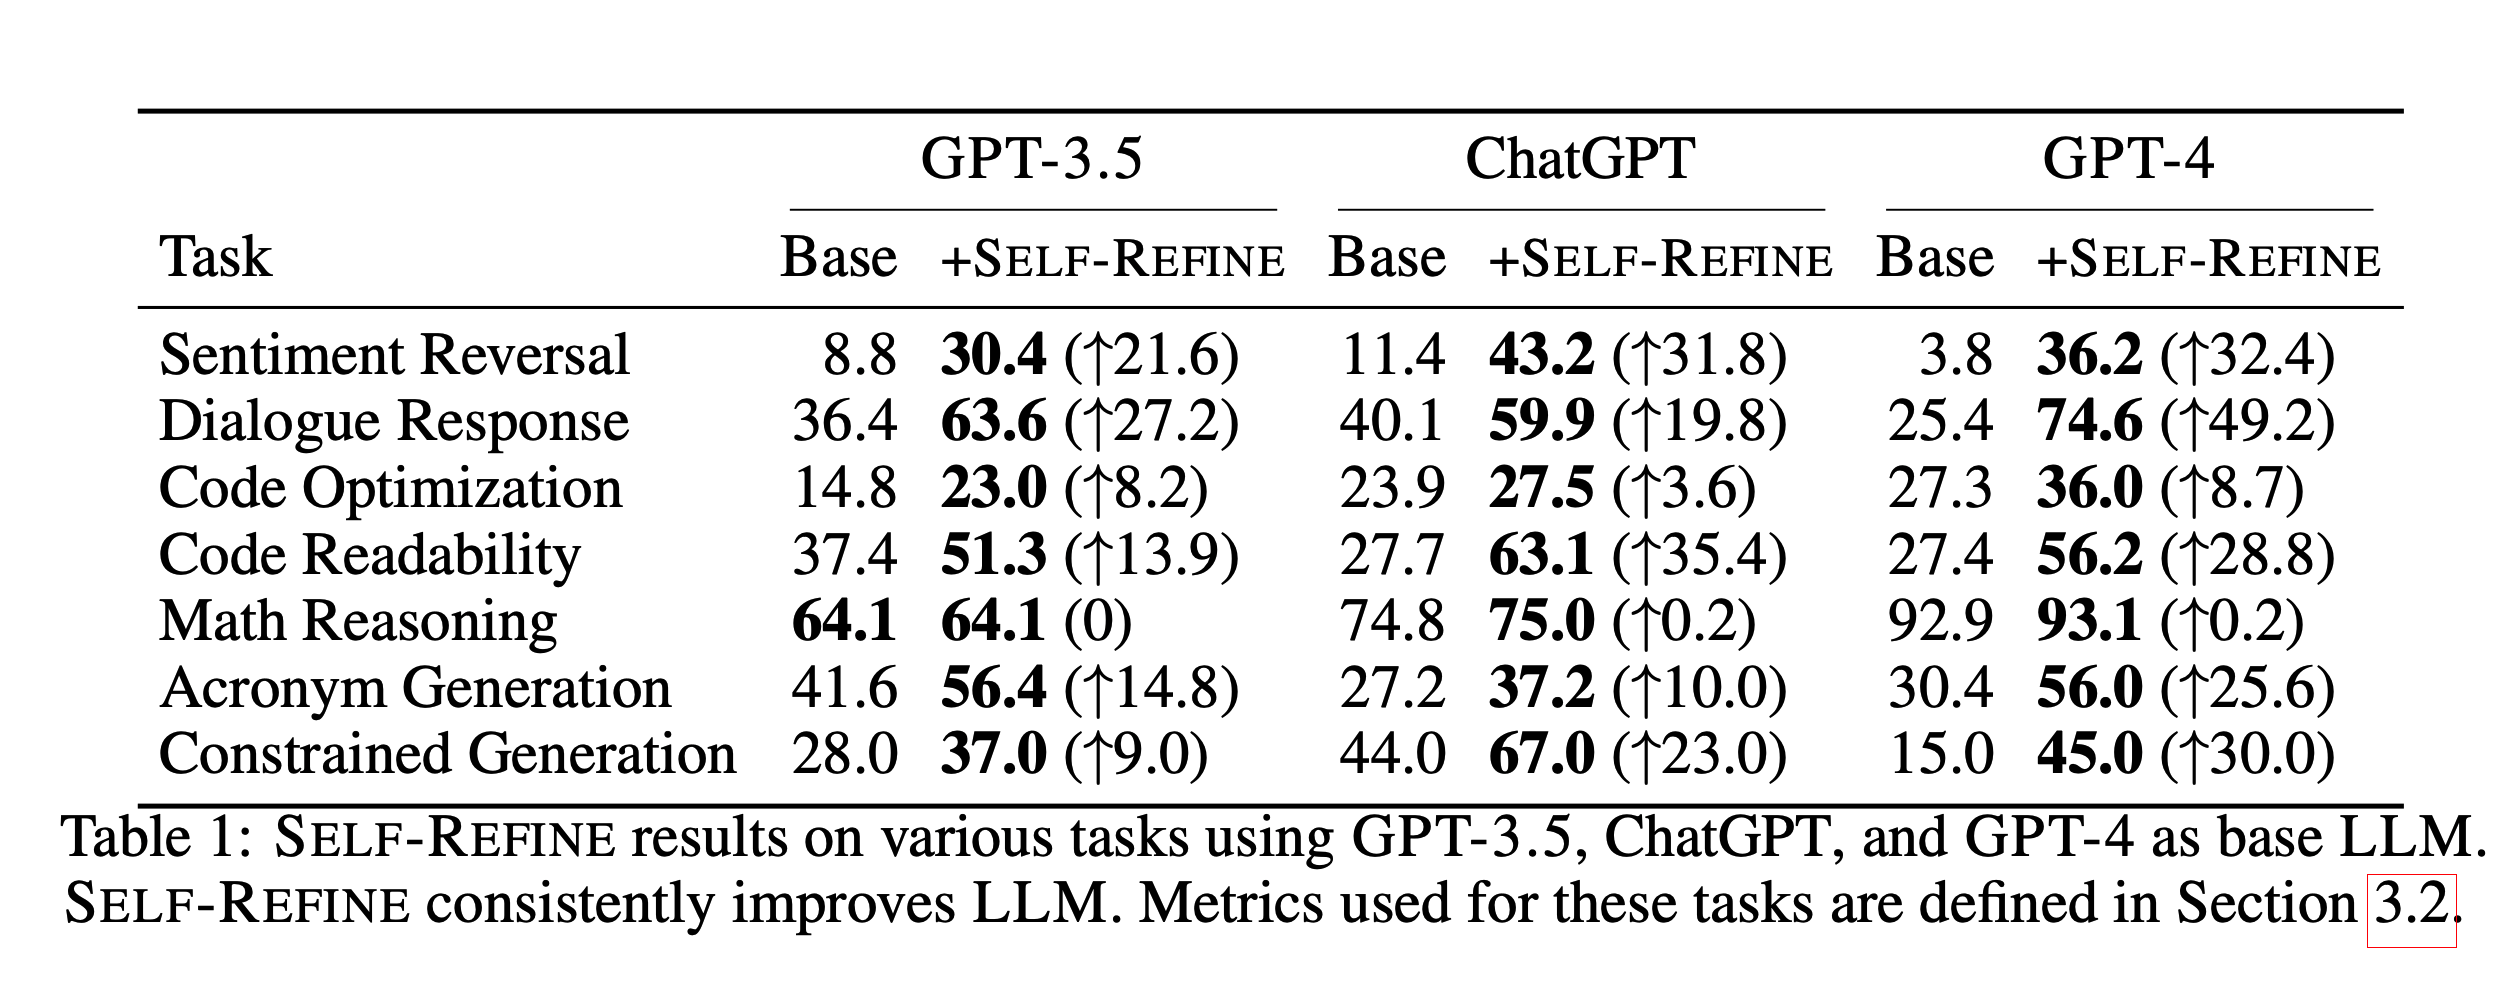 GPT-3.5 ChatGPT GPT-4
Task Base +SELF-REFINE Base +SELF-REFINE Base +SELF-REFINE
Sentiment Reversal 8.8 30.4 (↑21.6) 11.4 43.2 (↑31.8) 3.8 36.2 (↑32.4)
Dialogue Response 36.4 63.6 (↑27.2) 40.1 59.9 (↑19.8) 25.4 74.6 (↑49.2)
Code Optimization 14.8 23.0 (↑8.2) 23.9 27.5 (↑3.6) 27.3 36.0 (↑8.7)
Code Readability 37.4 51.3 (↑13.9) 27.7 63.1 (↑35.4) 27.4 56.2 (↑28.8)
Math Reasoning 64.1 64.1 (0) 74.8 75.0 (↑0.2) 92.9 93.1 (↑0.2)
Acronym Generation 41.6 56.4 (↑14.8) 27.2 37.2 (↑10.0) 30.4 56.0 (↑25.6)
Constrained Generation 28.0 37.0 (↑9.0) 44.0 67.0 (↑23.0) 15.0 45.0 (↑30.0)
Table 1: SELF-REFINE results on various tasks using GPT-3.5, ChatGPT, and GPT-4 as base LLM.
SELF-REFINE consistently improves LLM. Metrics used for these tasks are defined in Section 3.2.